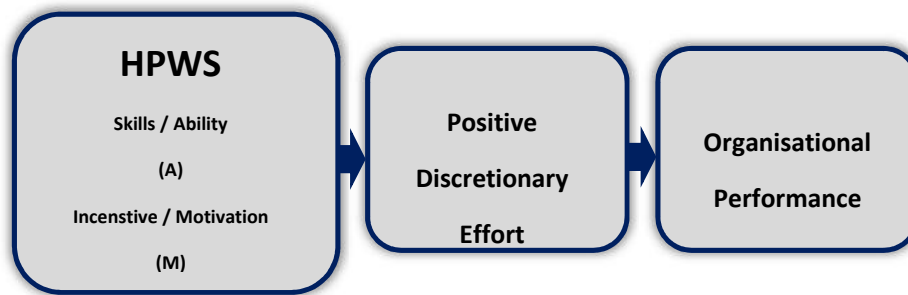 HPWS
Skills / Ability
(A)
Incenstive / Motivation
(M)
Positive
Discretionary
Effort
Organisational
Performance